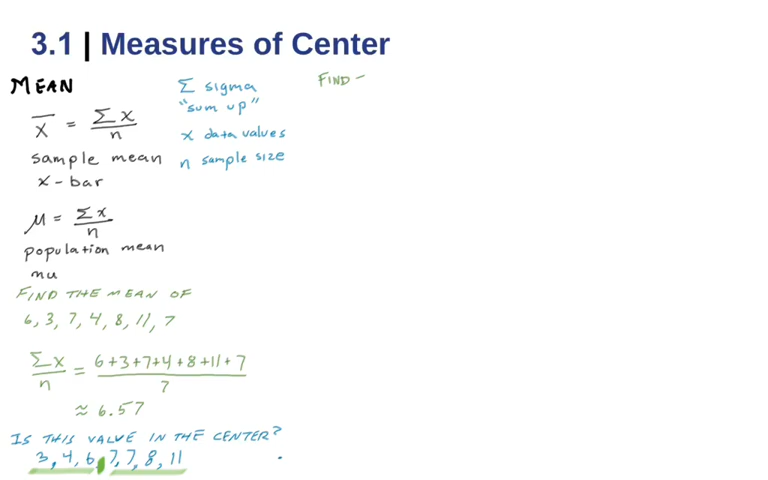 3.1 | Measures of Center
MEAN
x̄ = Σx/n
sample mean
x-bar
μ = Σx/n
population mean
mu
Σ sigma
"sum up"
x data values
n sample size
FIND THE MEAN OF
6, 3, 7, 4, 8, 11, 7
Σx/n = (6+3+7+4+8+11+7)/7
≈ 6.57
IS THIS VALUE IN THE CENTER?
3, 4, 6, 7, 7, 8, 11
FIND